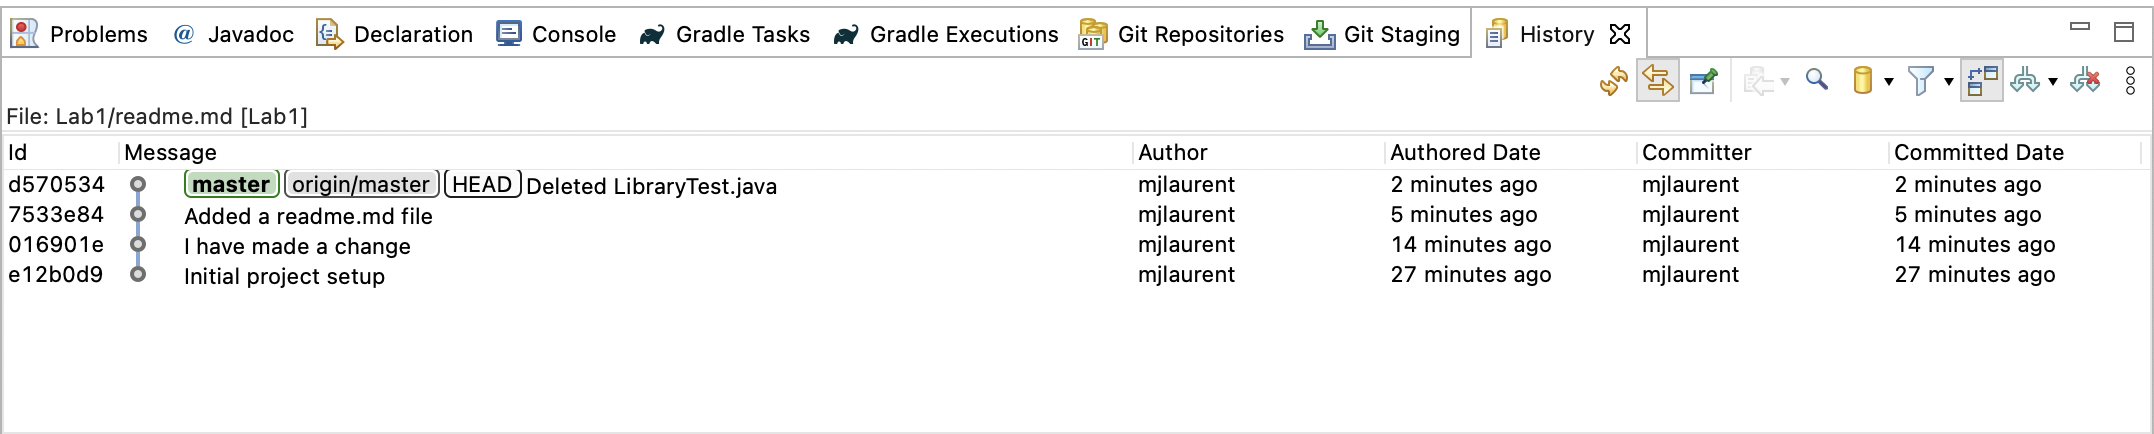 Problems @ Javadoc Declaration Console Gradle Tasks Gradle Executions GIT Git Repositories Git Staging History
File: Lab1/readme.md [Lab1]
Id Message Author Authored Date Committer Committed Date
d570534 master origin/master HEAD Deleted LibraryTest.java mjlaurent 2 minutes ago mjlaurent 2 minutes ago
7533e84 Added a readme.md file mjlaurent 5 minutes ago mjlaurent 5 minutes ago
016901e I have made a change mjlaurent 14 minutes ago mjlaurent 14 minutes ago
e12b0d9 Initial project setup mjlaurent 27 minutes ago mjlaurent 27 minutes ago